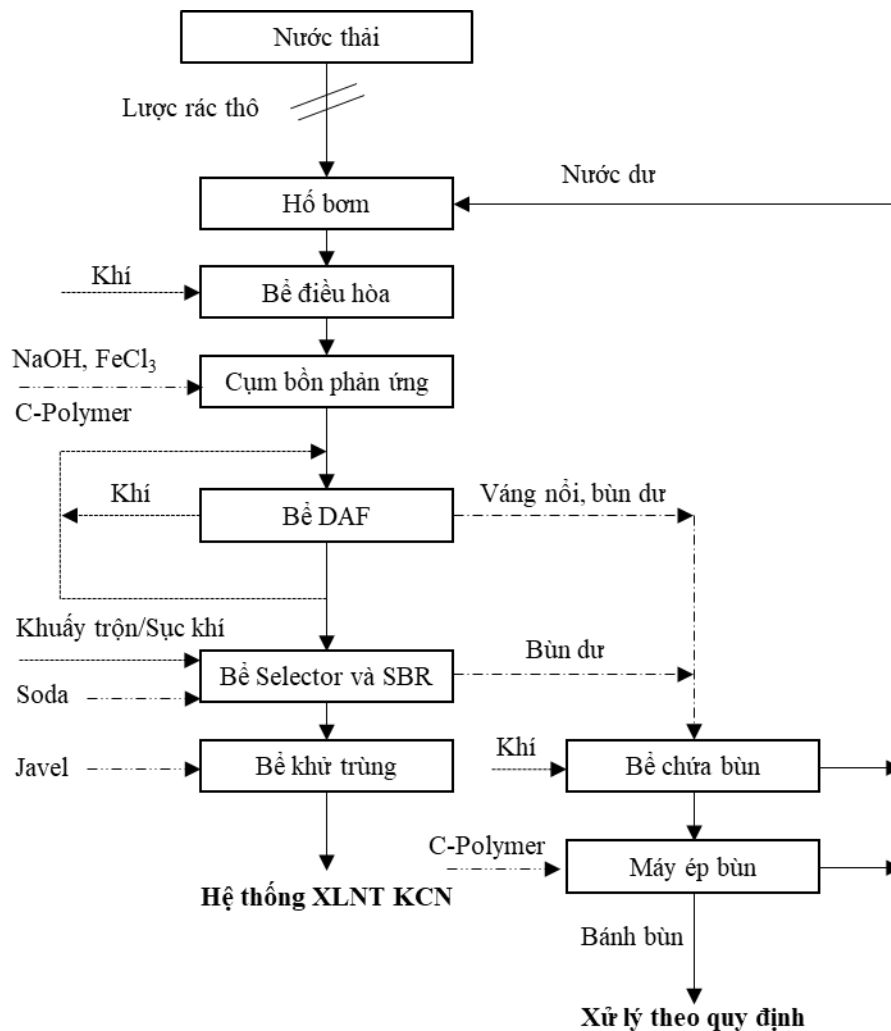 Nước thải
Lược rác thô
Nước dư
Hố bơm
Khí
Bể điều hòa
NaOH, FeCl₃
Cụm bồn phản ứng
C-Polymer
Khí
Bể DAF
Váng nổi, bùn dư
Khuấy trộn/Sục khí
Bể Selector và SBR
Bùn dư
Soda
Javel
Bể khử trùng
Khí
Bể chứa bùn
C-Polymer
Máy ép bùn
Hệ thống XLNT KCN
Bánh bùn
Xử lý theo quy định